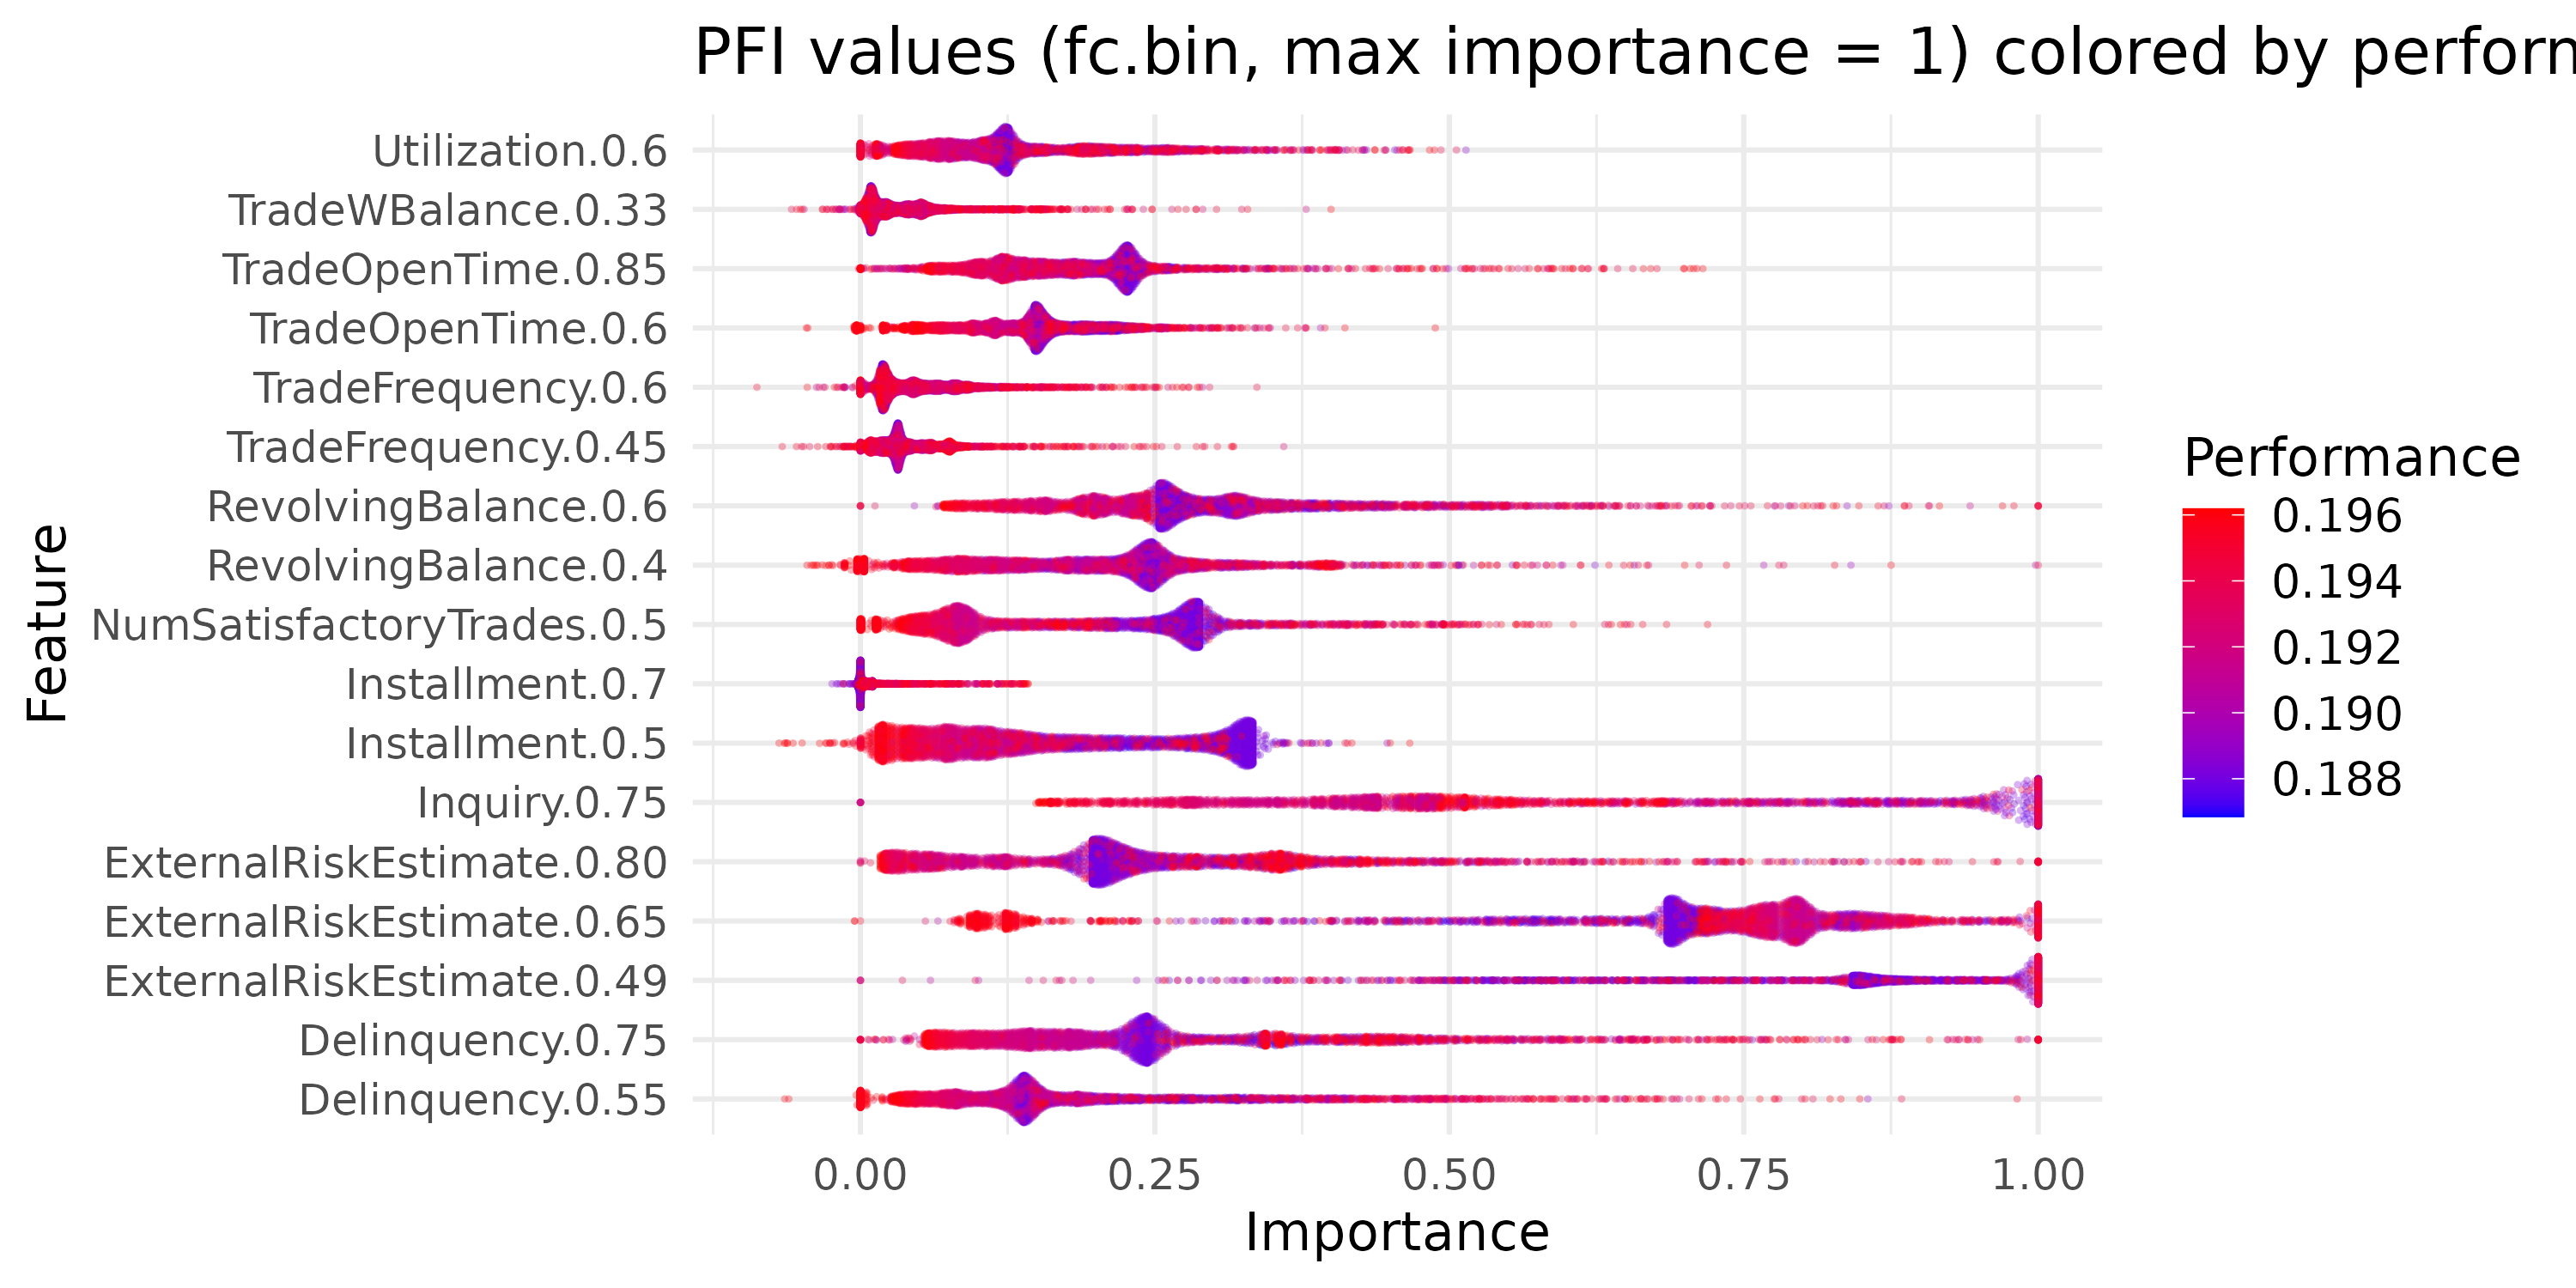 PFI values (fc.bin, max importance = 1) colored by perform
Feature
Utilization.0.6
TradeWBalance.0.33
TradeOpenTime.0.85
TradeOpenTime.0.6
TradeFrequency.0.6
TradeFrequency.0.45
RevolvingBalance.0.6
RevolvingBalance.0.4
NumSatisfactoryTrades.0.5
Installment.0.7
Installment.0.5
Inquiry.0.75
ExternalRiskEstimate.0.80
ExternalRiskEstimate.0.65
ExternalRiskEstimate.0.49
Delinquency.0.75
Delinquency.0.55
0.00 0.25 0.50 0.75 1.00
Importance
Performance
0.196
0.194
0.192
0.190
0.188